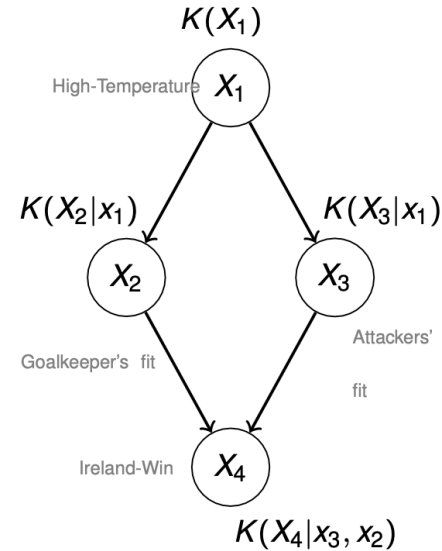 K(X₁)
High-Temperature
X₁
K(X₂|x₁)
K(X₃|x₁)
X₂
X₃
Goalkeeper's fit
Attackers'
fit
Ireland-Win
X₄
K(X₄|x₃, x₂)